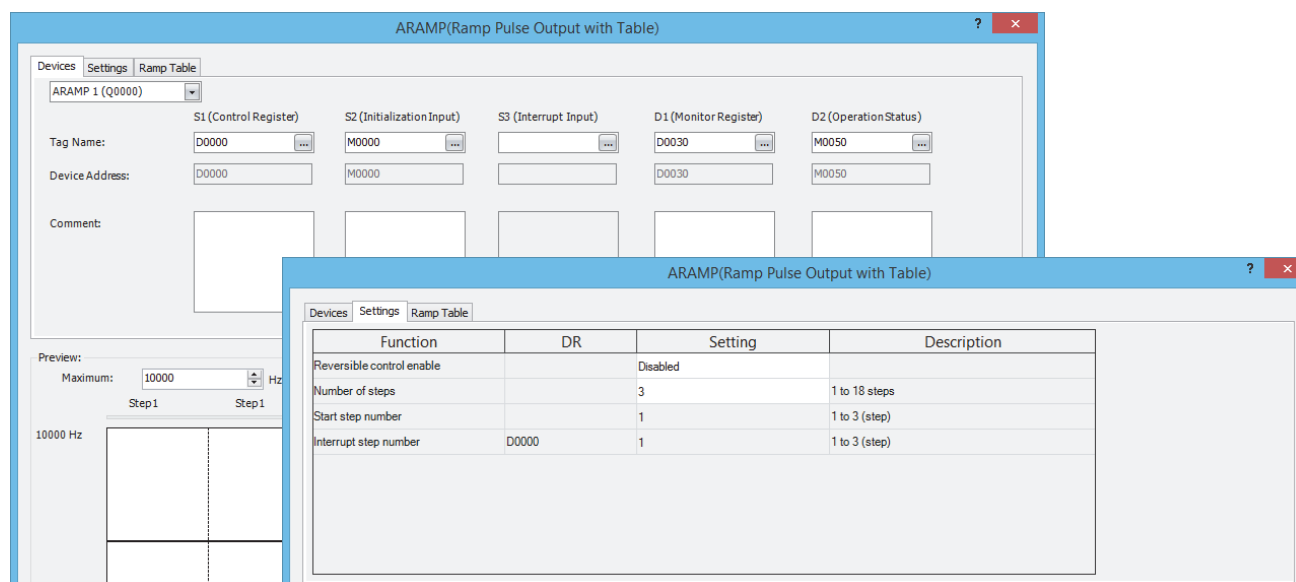 ARAMP(Ramp Pulse Output with Table)
? ×
Devices Settings Ramp Table
ARAMP 1 (Q0000)
S1 (Control Register) S2 (Initialization Input) S3 (Interrupt Input) D1 (Monitor Register) D2 (Operation Status)
Tag Name: D0000 ... M0000 ... ... D0030 ... M0050 ...
Device Address: D0000 M0000 D0030 M0050
Comment:
Preview:
Maximum: 10000 Hz
Step1 Step1
10000 Hz
ARAMP(Ramp Pulse Output with Table)
? ×
Devices Settings Ramp Table
Function DR Setting Description
Reversible control enable Disabled
Number of steps 3 1 to 18 steps
Start step number 1 1 to 3 (step)
Interrupt step number D0000 1 1 to 3 (step)